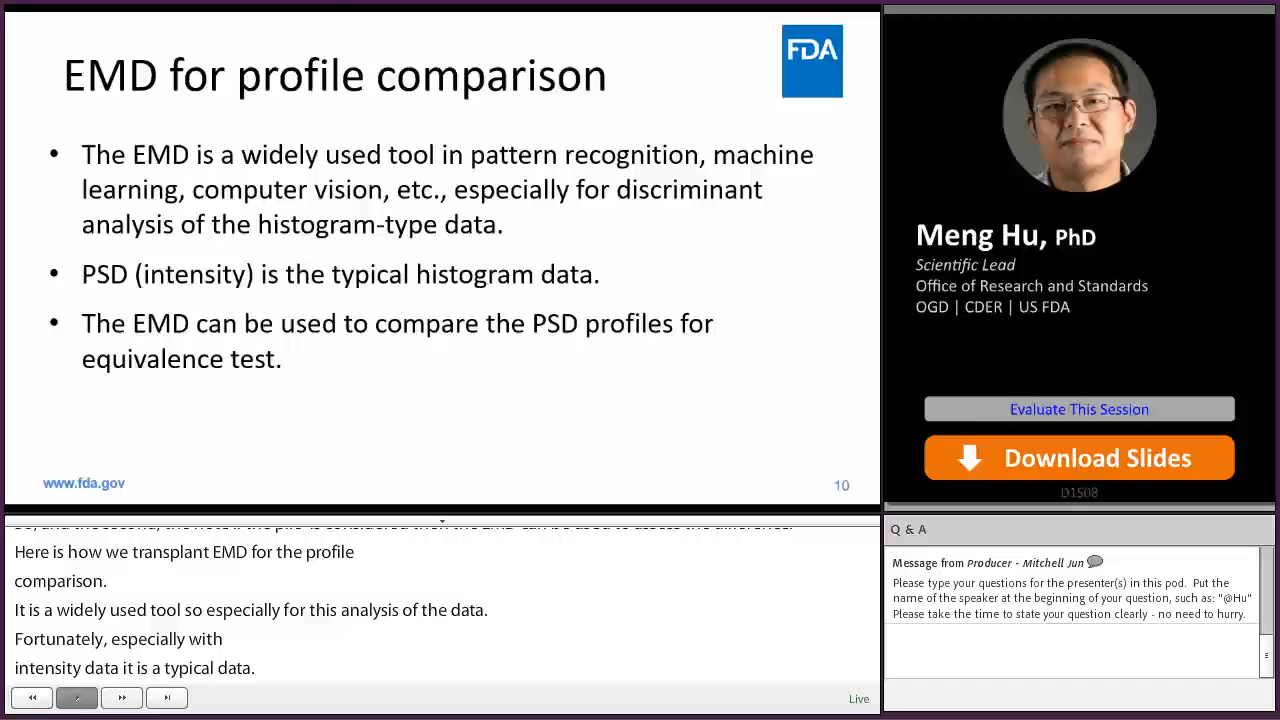 EMD for profile comparison
FDA
• The EMD is a widely used tool in pattern recognition, machine
learning, computer vision, etc., especially for discriminant
analysis of the histogram-type data.
• PSD (intensity) is the typical histogram data.
• The EMD can be used to compare the PSD profiles for
equivalence test.
www.fda.gov
10
Meng Hu, PhD
Scientific Lead
Office of Research and Standards
OGD | CDER | US FDA
Evaluate This Session
Download Slides
D1S08
Here is how we transplant EMD for the profile
comparison.
It is a widely used tool so especially for this analysis of the data.
Fortunately, especially with
intensity data it is a typical data.
Live
Q & A
Message from Producer - Mitchell Jun
Please type your questions for the presenter(s) in this pod. Put the
name of the speaker at the beginning of your question, such as: "@Hu"
Please take the time to state your question clearly - no need to hurry.